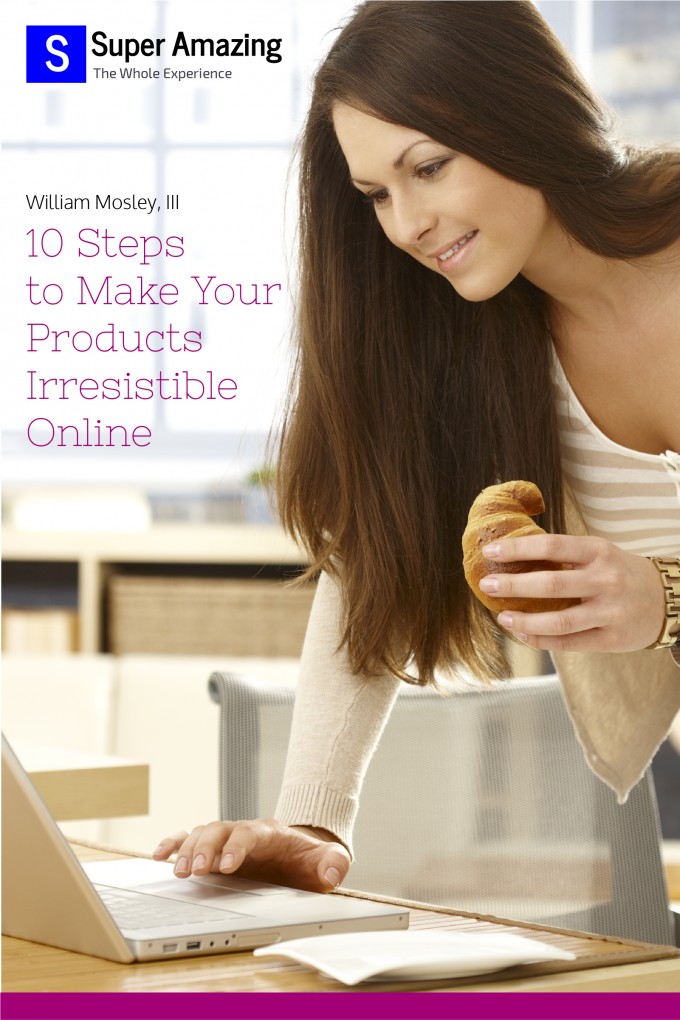 S
Super Amazing
The Whole Experience
William Mosley, III
10 Steps
to Make Your
Products
Irresistible
Online